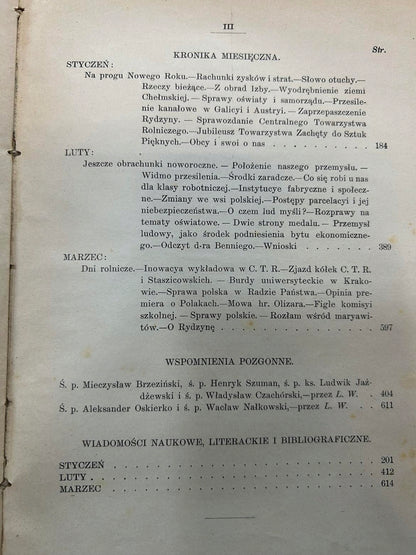 III
KRONIKA MIESIĘCZNA.
Str.
STYCZEŃ:
Na progu Nowego Roku.—Rachunki zysków i strat.—Słowo otuchy.—
Rzeczy bieżące.—Z obrad Izby.—Wyodrębnienie ziemi
Chełmskiej.—Sprawy oświaty i samorządu.—Przesile-
nie kanałowe w Galicyi i Austryi.—Zaprzepaszczenie
Rydzyny.—Sprawozdanie Centralnego Towarzystwa
Rolniczego.—Jubileusz Towarzystwa Zachęty do Sztuk
Pięknych.—Obcy i swoi o nas . . . . . . . . 184
LUTY:
Jeszcze obrachunki noworoczne. — Położenie naszego przemysłu.—
Widmo przesilenia.—Środki zaradcze.—Co się robi u nas
dla klasy robotniczej.—Instytucye fabryczne i społecz-
ne.—Zmiany we wsi polskiej.—Postępy parcelacyi i jej
niebezpieczeństwa.—O czem lud myśli?—Rozprawy na
tematy oświatowe. — Dwie strony medalu. — Przemysł
ludowy, jako środek podniesienia bytu ekonomiczne-
go.—Odczyt d-ra Benniego.—Wnioski . . . . . . . 389
MARZEC:
Dni rolnicze.—Inowacya wykładowa w C. T. R.—Zjazd kółek C. T. R.
i Staszicowskich. — Burdy uniwersyteckie w Krako-
wie.—Sprawa polska w Radzie Państwa.—Opinia pre-
miera o Polakach.—Mowa hr. Olizara.—Figle komisyi
szkolnej. — Sprawy polskie. — Rozłam wśród maryawi-
tów.—O Rydzynę . . . . . . . . . . . 597
WSPOMNIENIA POZGONNE.
Ś. p. Mieczysław Brzeziński, ś. p. Henryk Szuman, ś. p. ks. Ludwik Jaż-
dżewski i ś. p. Władysław Czachórski,—przez L. W. . 404
Ś. p. Aleksander Oskierko i ś. p. Wacław Nałkowski,—przez L. W. . 611
WIADOMOŚCI NAUKOWE, LITERACKIE I BIBLIOGRAFICZNE.
STYCZEŃ . . . . . . . . . . . . . . 201
LUTY . . . . . . . . . . . . . . . 412
MARZEC . . . . . . . . . . . . . . 614